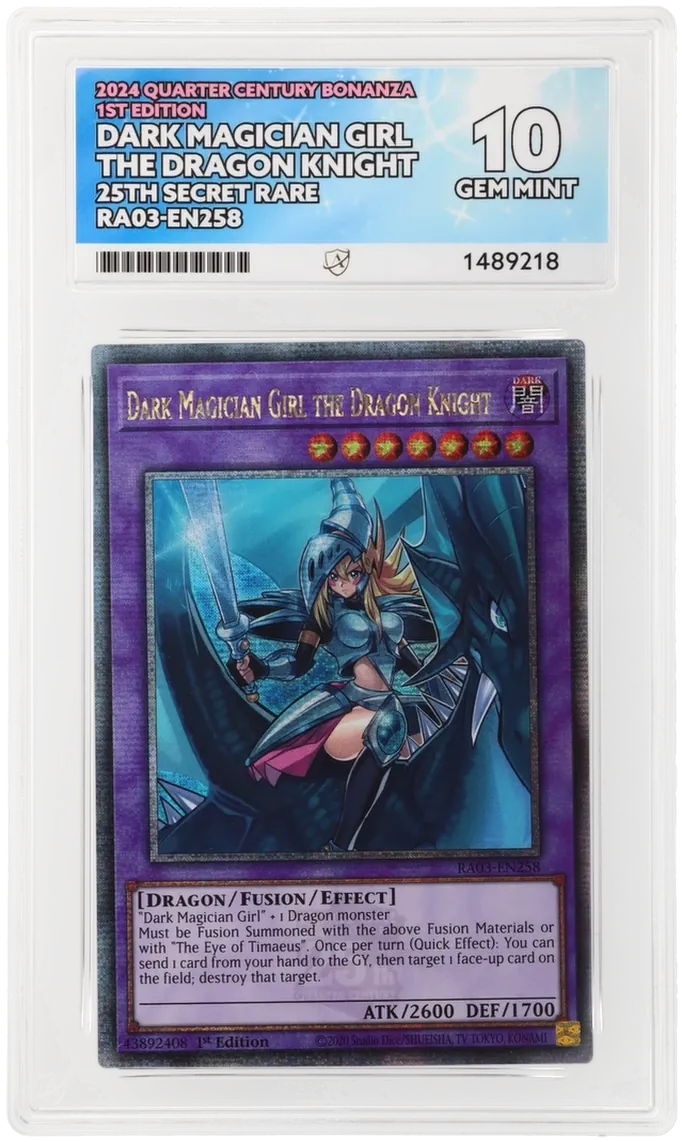 2024 QUARTER CENTURY BONANZA
1ST EDITION
DARK MAGICIAN GIRL
THE DRAGON KNIGHT
25TH SECRET RARE
RA03-EN258
10
GEM MINT
1489218
DARK MAGICIAN GIRL THE DRAGON KNIGHT
DARK
闇
RA03-EN258
[DRAGON/FUSION/EFFECT]
"Dark Magician Girl" + 1 Dragon monster
Must be Fusion Summoned with the above Fusion Materials or
with "The Eye of Timaeus". Once per turn (Quick Effect): You can
send 1 card from your hand to the GY, then target 1 face-up card on
the field; destroy that target.
ATK/2600 DEF/1700
43892408 1st Edition ©2020 Studio Dice/SHUEISHA, TV TOKYO, KONAMI